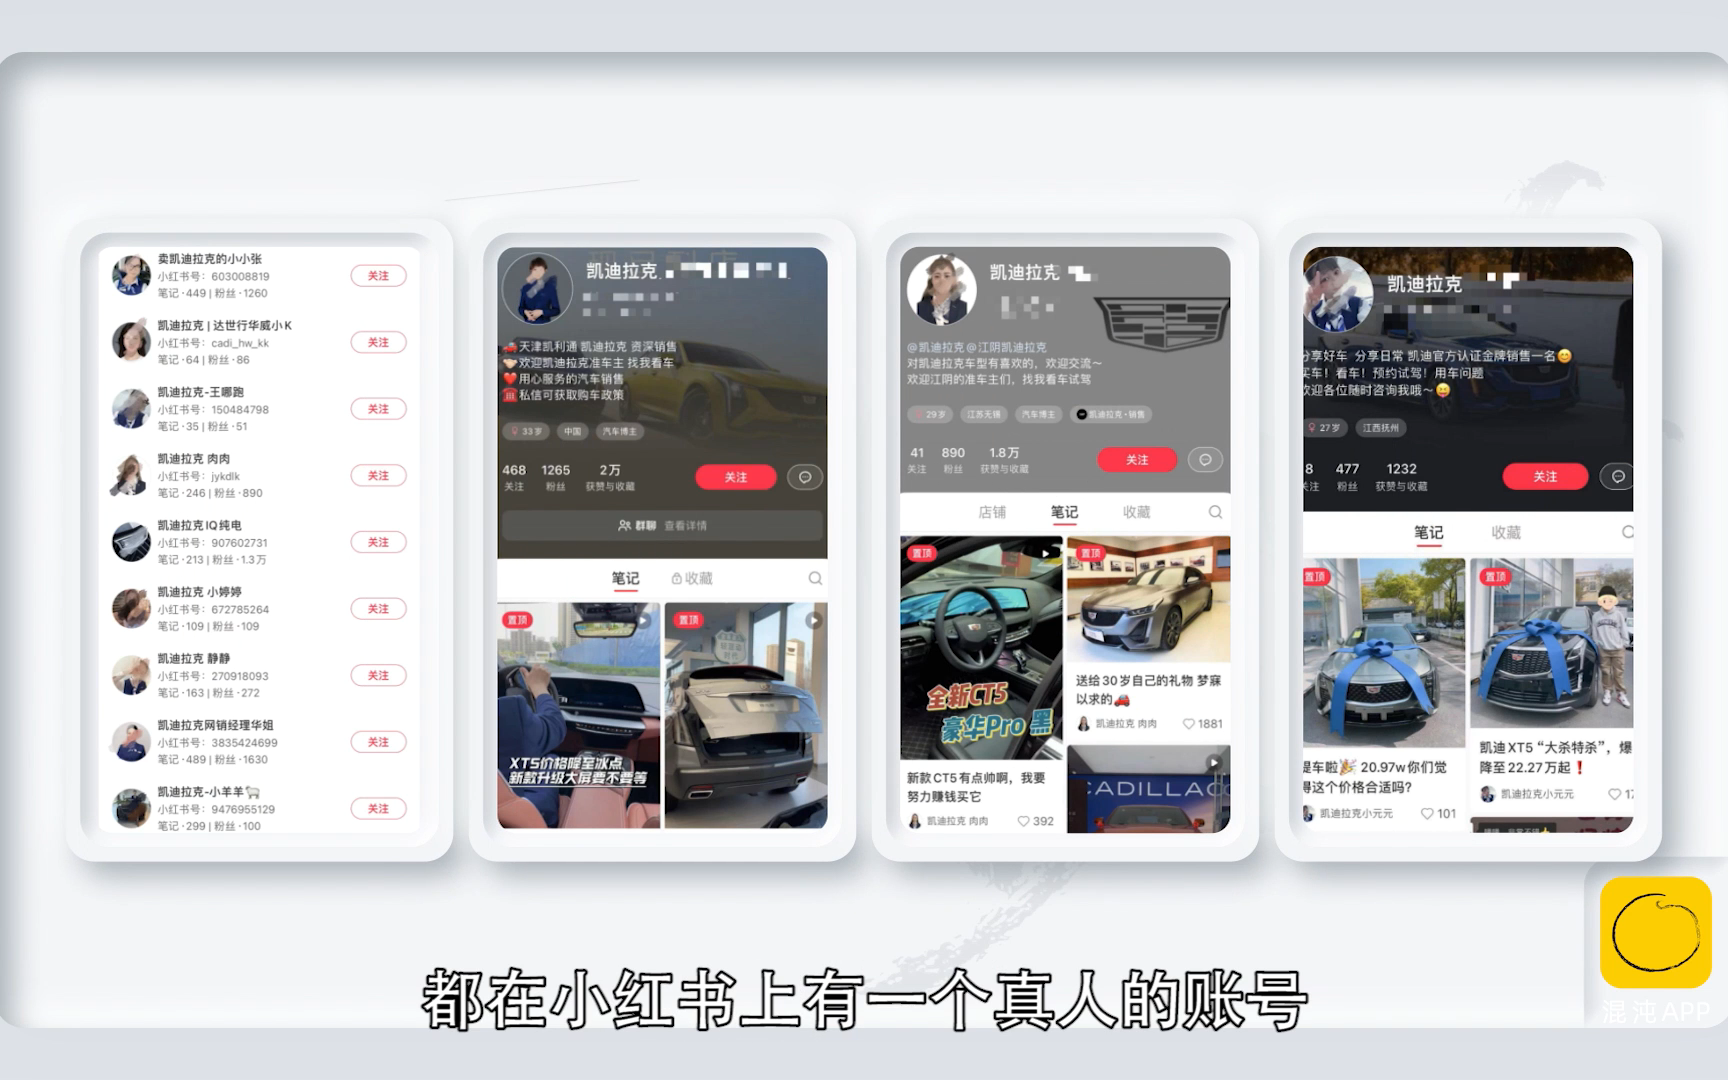 卖凯迪拉克的小小张
小红书号：603008819
笔记·449 | 粉丝·1260
关注
凯迪拉克 | 达世行华威小K
小红书号：cadi_hw_kk
笔记·64 | 粉丝·86
关注
凯迪拉克-王哪跑
小红书号：150484798
笔记·35 | 粉丝·51
关注
凯迪拉克 肉肉
小红书号：jykdlk
笔记·246 | 粉丝·890
关注
凯迪拉克IQ纯电
小红书号：907602731
笔记·213 | 粉丝·1.3万
关注
凯迪拉克 小婷婷
小红书号：672785264
笔记·109 | 粉丝·109
关注
凯迪拉克 静静
小红书号：270918093
笔记·163 | 粉丝·272
关注
凯迪拉克网销经理华姐
小红书号：3835424699
笔记·489 | 粉丝·1630
关注
凯迪拉克-小羊羊🐑
小红书号：9476955129
笔记·299 | 粉丝·100
关注
凯迪拉克
🚗天津凯利通 凯迪拉克 资深销售
🤝欢迎凯迪拉克准车主 找我看车
❤️用心服务的汽车销售
☎️私信可获取购车政策
33岁 中国 汽车博主
468 1265 2万
关注 粉丝 获赞与收藏
关注
群聊 查看详情
笔记 收藏
置顶 置顶
XT5价格降至冰点
新款升级大屏要不要等
凯迪拉克
@凯迪拉克@江阴凯迪拉克
对凯迪拉克车型有喜欢的，欢迎交流～
欢迎江阴的准车主们，找我看车试驾
29岁 江苏无锡 汽车博主 凯迪拉克·销售
41 890 1.8万
关注 粉丝 获赞与收藏
关注
店铺 笔记 收藏
置顶 置顶
全新CT5
豪华Pro 黑
新款CT5有点帅啊，我要
努力赚钱买它
凯迪拉克 肉肉 392
送给30岁自己的礼物 梦寐
以求的🚗
凯迪拉克 肉肉 1881
CADILLAC
凯迪拉克
分享好车 分享日常 凯迪官方认证金牌销售一名😊
买车！看车！预约试驾！用车问题
欢迎各位随时咨询我哦～😄
27岁 江西抚州
8 477 1232
关注 粉丝 获赞与收藏
关注
笔记 收藏
置顶 置顶
提车啦🎉 20.97w你们觉
得这个价格合适吗？
凯迪拉克小元元 101
凯迪XT5“大杀特杀”，爆
降至22.27万起❗
凯迪拉克小元元 17
都在小红书上有一个真人的账号
混沌APP